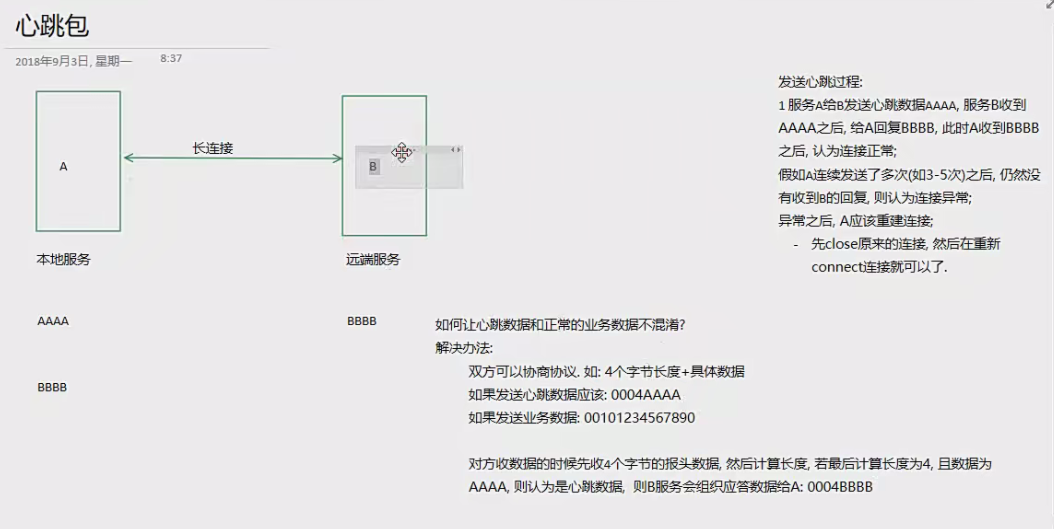 心跳包
2018年9月3日, 星期一 8:37
长连接
A
B
本地服务
远端服务
AAAA
BBBB
BBBB
发送心跳过程:
1 服务A给B发送心跳数据AAAA, 服务B收到
AAAA之后, 给A回复BBBB, 此时A收到BBBB
之后, 认为连接正常;
假如A连续发送了多次(如3-5次)之后, 仍然没
有收到B的回复, 则认为连接异常;
异常之后, A应该重建连接;
- 先close原来的连接, 然后在重新
connect连接就可以了.
如何让心跳数据和正常的业务数据不混淆?
解决办法:
双方可以协商协议. 如: 4个字节长度+具体数据
如果发送心跳数据应该: 0004AAAA
如果发送业务数据: 00101234567890
对方收数据的时候先收4个字节的报头数据, 然后计算长度, 若最后计算长度为4, 且数据为
AAAA, 则认为是心跳数据, 则B服务会组织应答数据给A: 0004BBBB